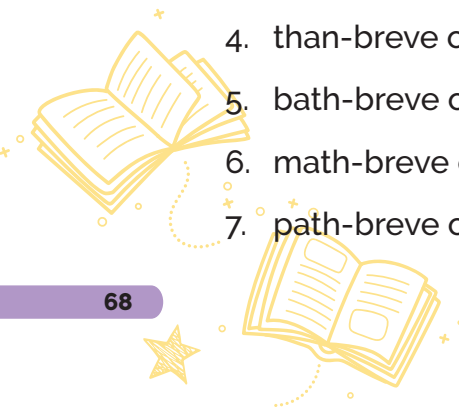 4. than-breve
5. bath-breve
6. math-breve
7. path-breve
68